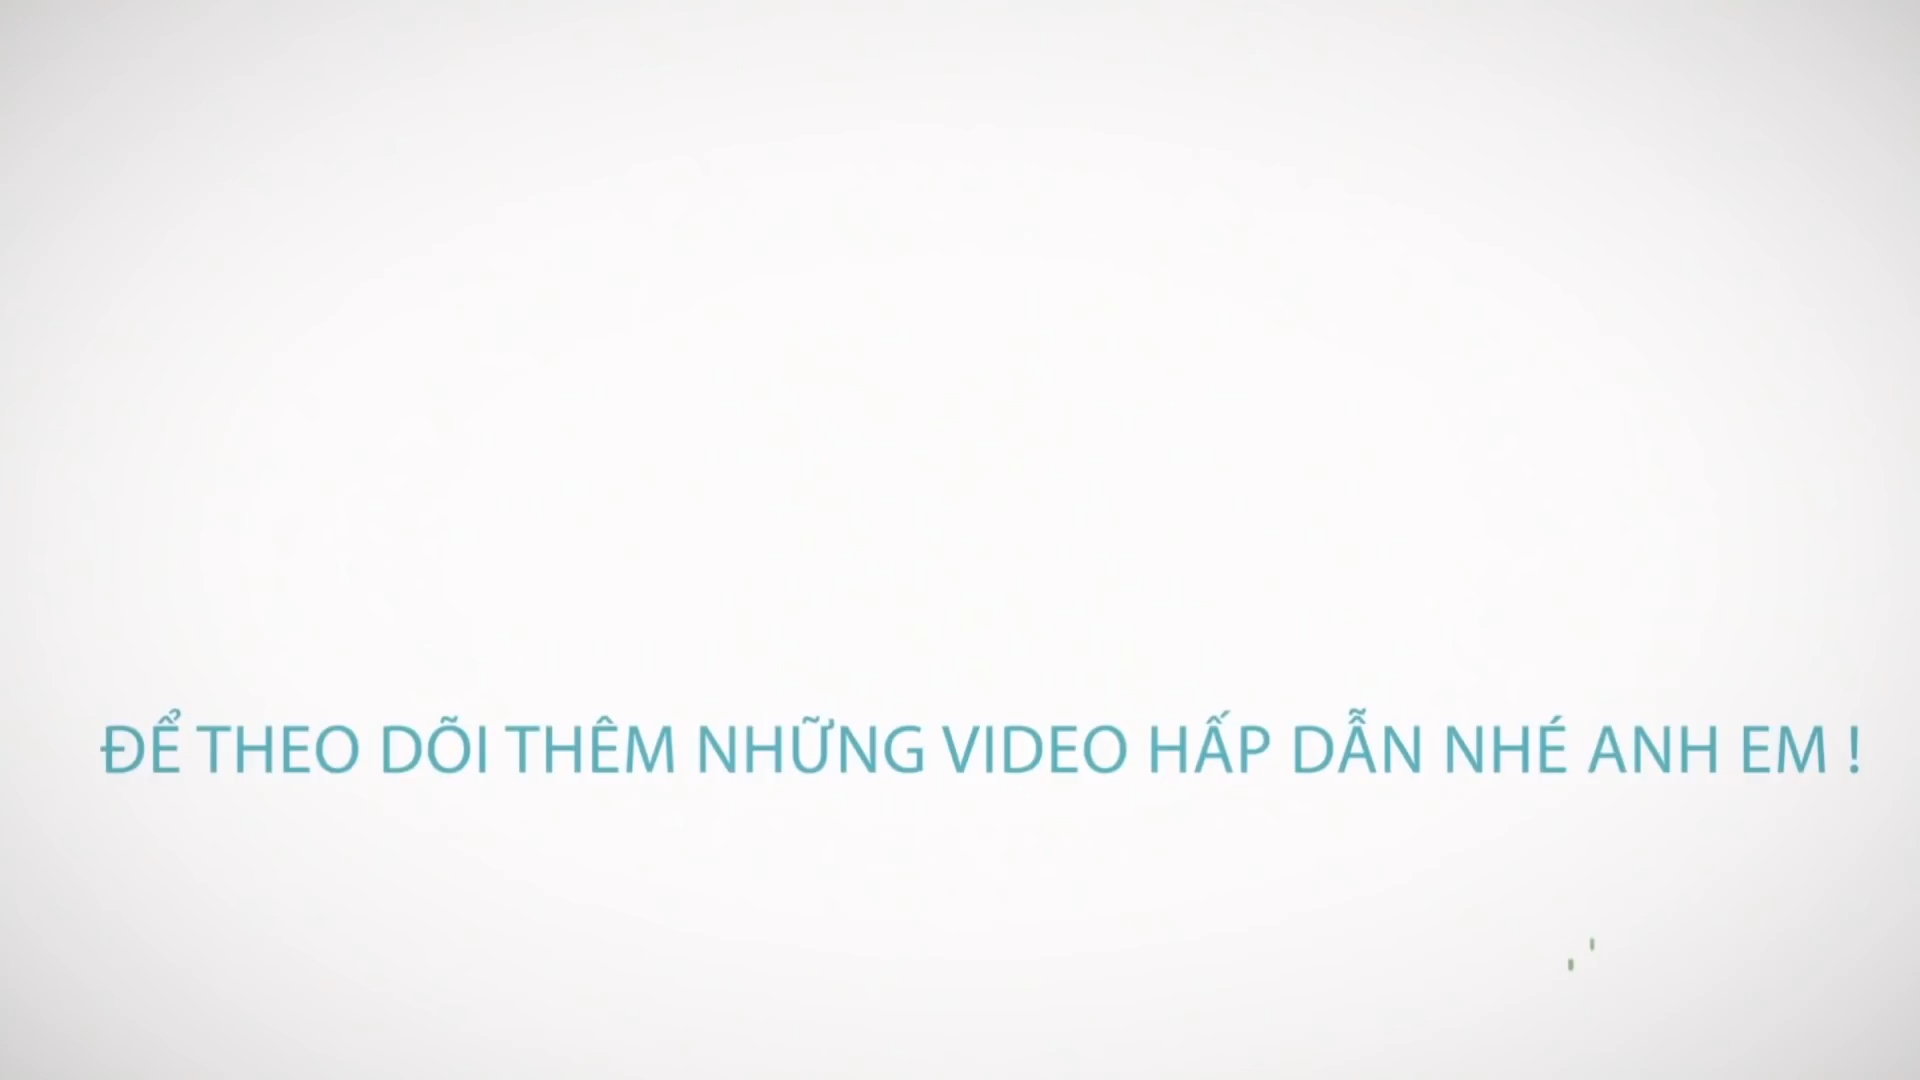 ĐỂ THEO DÕI THÊM NHỮNG VIDEO HẤP DẪN NHÉ ANH EM !